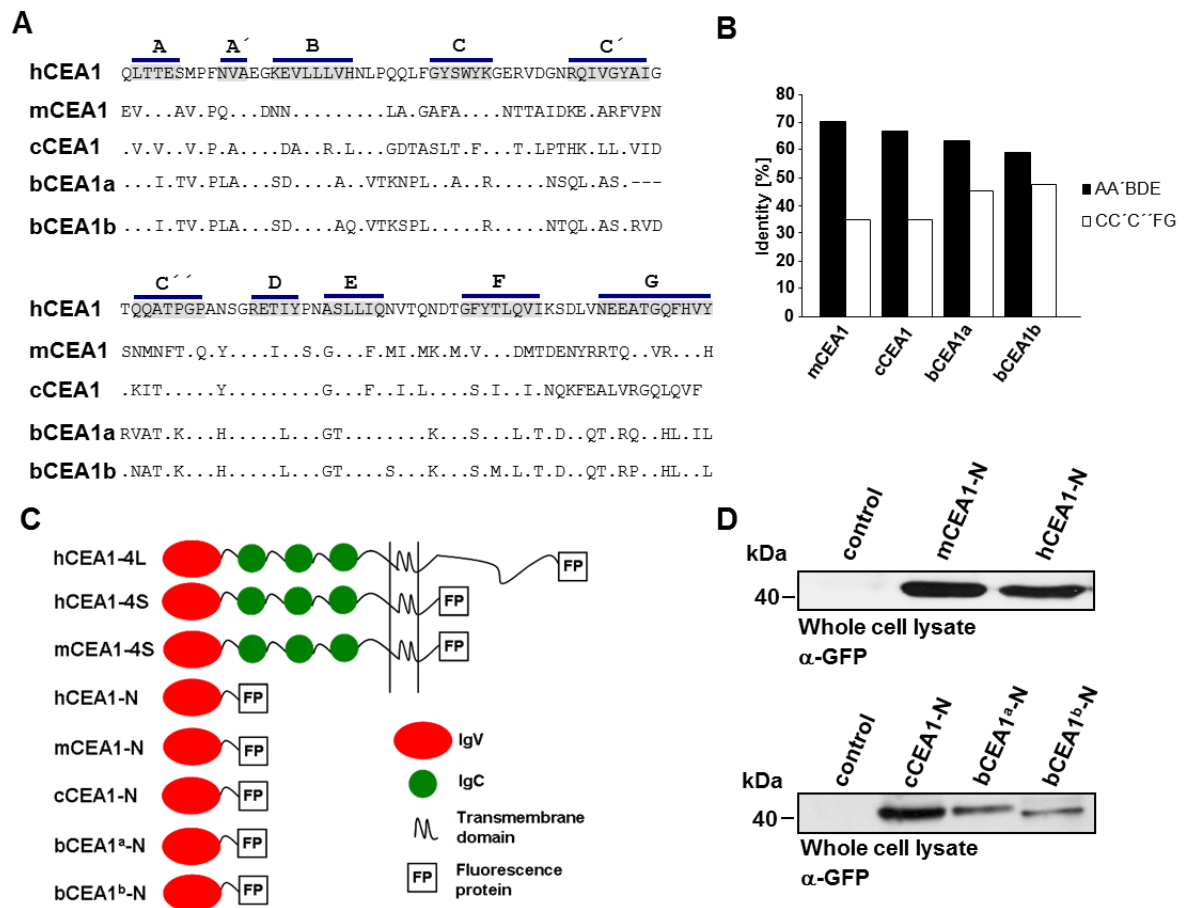 A
A A´ B C C´
hCEA1 QLTTESMPFNVAEGKEVLLLVHNLPQQLFGYSWYKGERVDGNRQIVGYAIG
mCEA1 EV...AV.PQ...DNN.........LA.GAFA....NTTAIDKE.ARFVPN
cCEA1 .V.V..V.P.A....DA..R.L...GDTASLT.F...T.LPTHK.LL.VID
bCEA1a ...I.TV.PLA...SD....A..VTKNPL..A..R....NSQL.AS.---
bCEA1b ...I.TV.PLA...SD....AQ.VTKSPL.....R....NTQL.AS.RVD
C´´ D E F G
hCEA1 TQQATPGPANSGRETIYPNASLLIQNVTQNDTGFYTLQVIKSDLVNEEATGQFHVY
mCEA1 SNMNFT.Q.Y....I..S.G...F.MI.MK.M.V...DMTDENYRRTQ..VR..H
cCEA1 .KIT.....Y.........G...F..I.L....S.I..I.NQKFEALVRGQLQVF
bCEA1a RVAT.K...H.....L...GT........K...S...L.T.D..QT.RQ..HL.IL
bCEA1b .NAT.K...H.....L...GT....S...K...S.M.L.T.D..QT.RP..HL..L
B
80
70
60
50
40
30
20
10
0
Identity [%]
mCEA1 cCEA1 bCEA1a bCEA1b
AA´BDE
CC´C´´FG
C
hCEA1-4L FP
hCEA1-4S FP
mCEA1-4S FP
hCEA1-N FP
mCEA1-N FP
cCEA1-N FP
bCEA1ª-N FP
bCEA1ᵇ-N FP
IgV
IgC
Transmembrane
domain
FP Fluorescence
protein
D
control mCEA1-N hCEA1-N
kDa
40
Whole cell lysate
α-GFP
control cCEA1-N bCEA1ª-N bCEA1ᵇ-N
kDa
40
Whole cell lysate
α-GFP